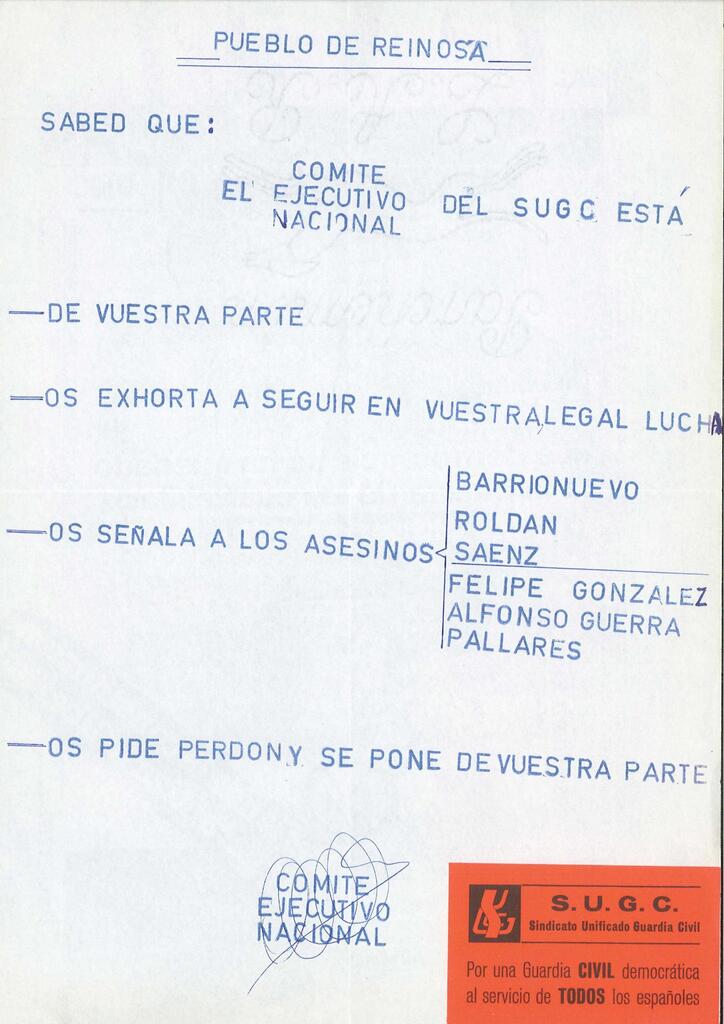 PUEBLO DE REINOSA
SABED QUE:
EL COMITE EJECUTIVO NACIONAL DEL SUGC ESTÁ
—DE VUESTRA PARTE
—OS EXHORTA A SEGUIR EN VUESTRA LEGAL LUCHA
—OS SEÑALA A LOS ASESINOS<
BARRIONUEVO
ROLDAN
SAENZ
FELIPE GONZALEZ
ALFONSO GUERRA
PALLARES
—OS PIDE PERDON Y SE PONE DE VUESTRA PARTE
COMITE
EJECUTIVO
NACIONAL
S.U.G.C.
Sindicato Unificado Guardia Civil
Por una Guardia CIVIL democrática
al servicio de TODOS los españoles